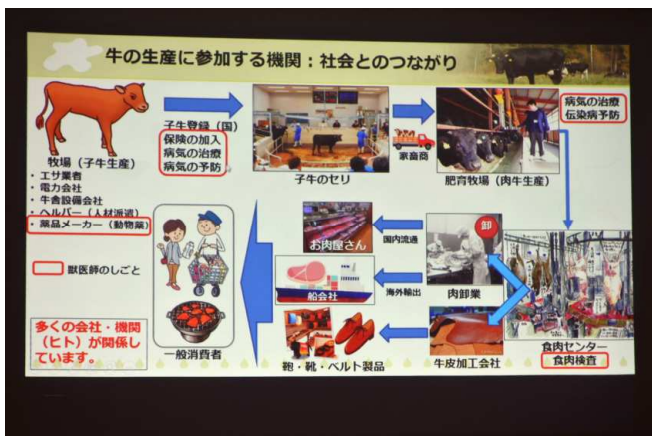 牛の生産に参加する機関：社会とのつながり
牧場（子牛生産）
・エサ業者
・電力会社
・牛舎設備会社
・ヘルパー（人材派遣）
・薬品メーカー（動物薬）
獣医師のしごと
多くの会社・機関
（ヒト）が関係し
ています。
子牛登録（国）
保険の加入
病気の治療
病気の予防
子牛のセリ
家畜商
肥育牧場（肉牛生産）
病気の治療
伝染病予防
食肉センター
食肉検査
卸
肉卸業
国内流通
お肉屋さん
海外輸出
船会社
牛皮加工会社
鞄・靴・ベルト製品
一般消費者